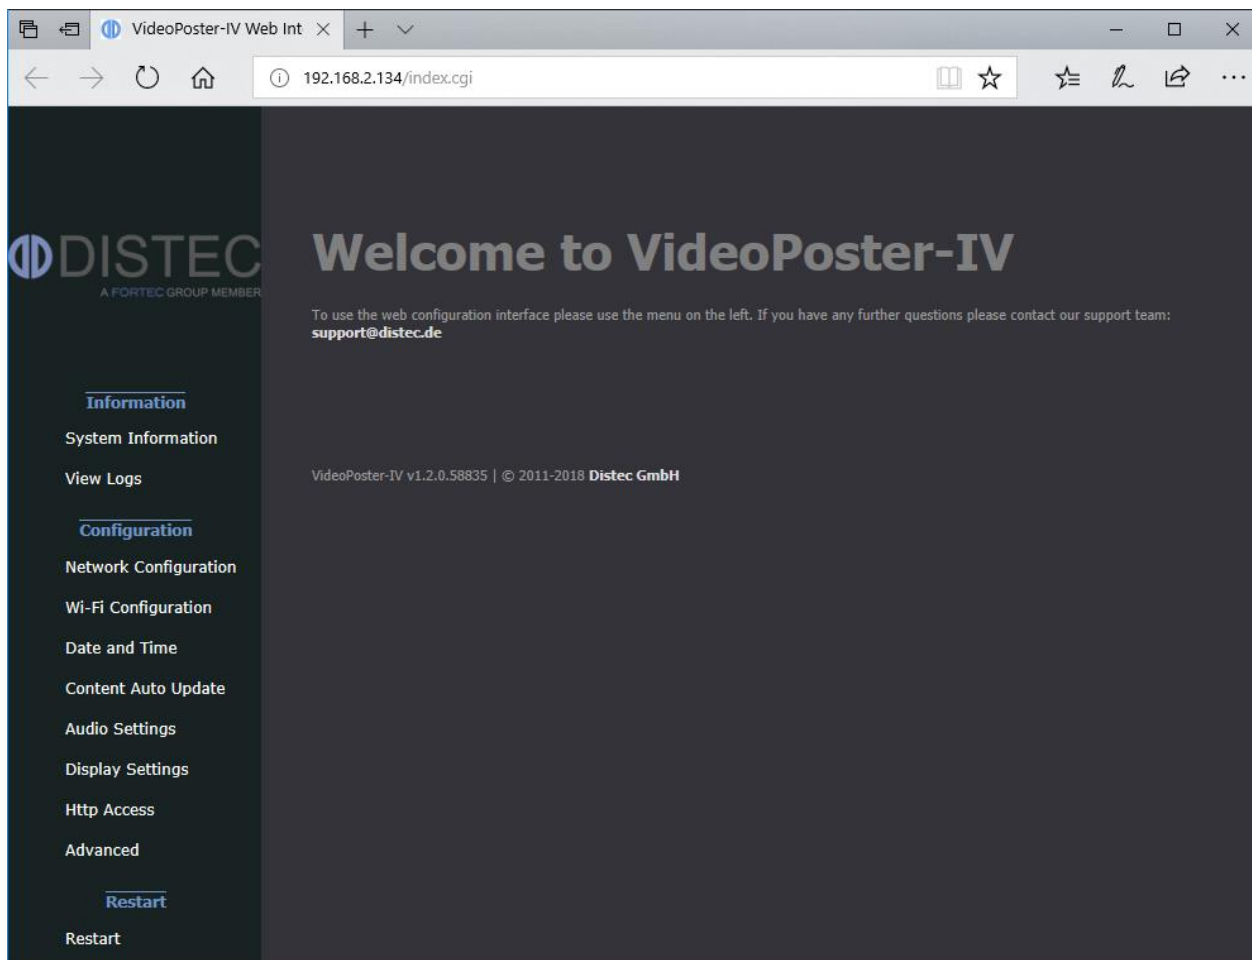 VideoPoster-IV Web Int
192.168.2.134/index.cgi
DISTEC
A FORTEC GROUP MEMBER
Welcome to VideoPoster-IV
To use the web configuration interface please use the menu on the left. If you have any further questions please contact our support team:
support@distec.de
Information
System Information
View Logs
VideoPoster-IV v1.2.0.58835 | © 2011-2018 Distec GmbH
Configuration
Network Configuration
Wi-Fi Configuration
Date and Time
Content Auto Update
Audio Settings
Display Settings
Http Access
Advanced
Restart
Restart